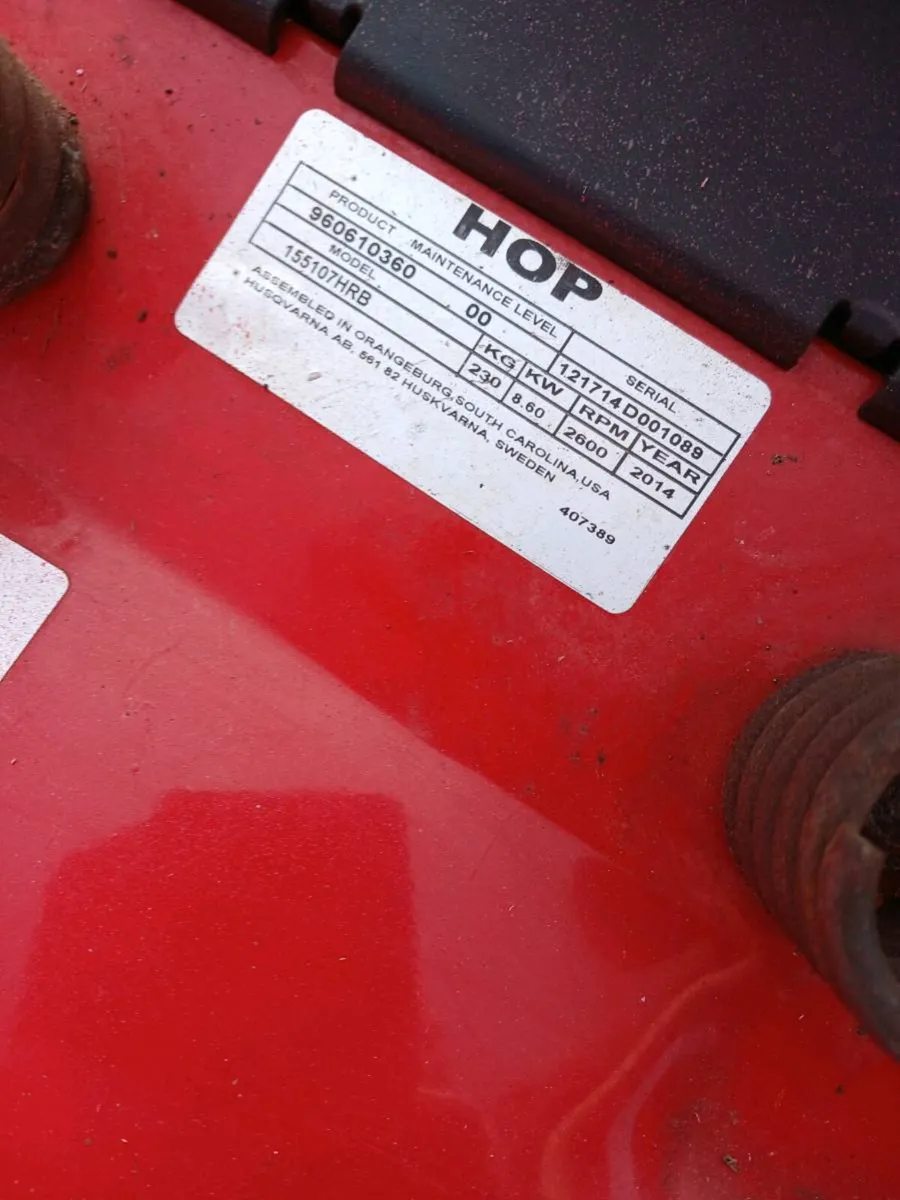 HOP
PRODUCT MAINTENANCE LEVEL SERIAL
960610360 00 121714D001089
MODEL KG KW RPM YEAR
155107HRB 230 8.60 2600 2014
ASSEMBLED IN ORANGEBURG,SOUTH CAROLINA,USA
HUSQVARNA AB, 561 82 HUSKVARNA, SWEDEN
407389